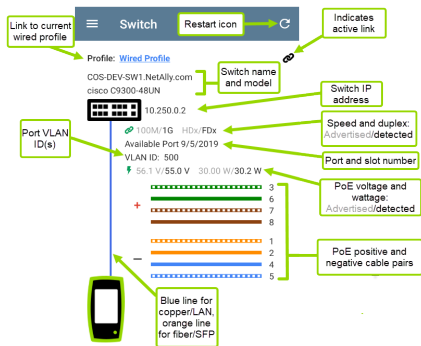 Switch
Restart icon
Indicates
active link
Link to current
wired profile
Profile: Wired Profile
COS-DEV-SW1.NetAlly.com
cisco C9300-48UN
Switch name
and model
10.250.0.2
Switch IP
address
100M/1G HDx/FDx
Speed and duplex:
Advertised/detected
Port VLAN
ID(s)
Available Port 9/5/2019
Port and slot number
VLAN ID: 500
56.1 V/55.0 V 30.00 W/30.2 W
PoE voltage and
wattage:
Advertised/detected
+
3
6
7
8
−
1
2
4
5
PoE positive and
negative cable pairs
Blue line for
copper/LAN,
orange line
for fiber/SFP